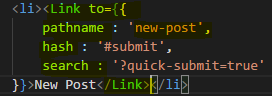 <li><Link to={{
pathname : 'new-post',
hash : '#submit',
search : '?quick-submit=true'
}}>New Post</Link></li>